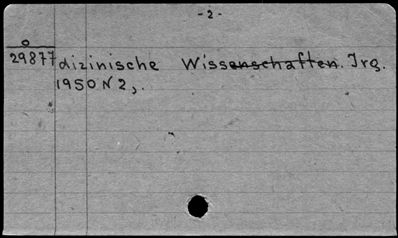 - 2 -
o
29877 dizinische Wissenschaften. Jrg.
1950 N 2,.